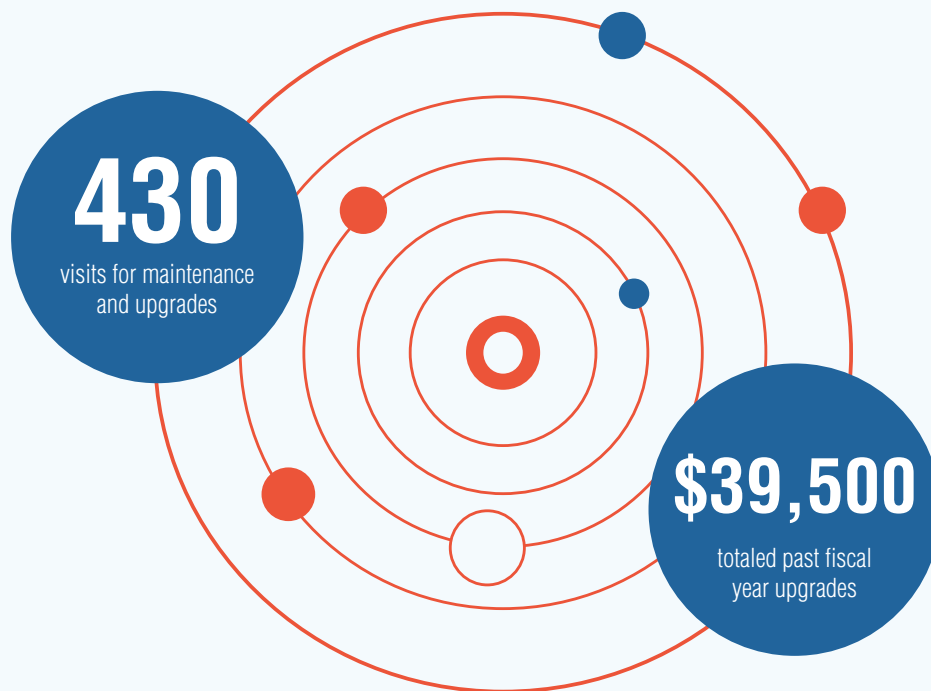 430
visits for maintenance
and upgrades
$39,500
totaled past fiscal
year upgrades